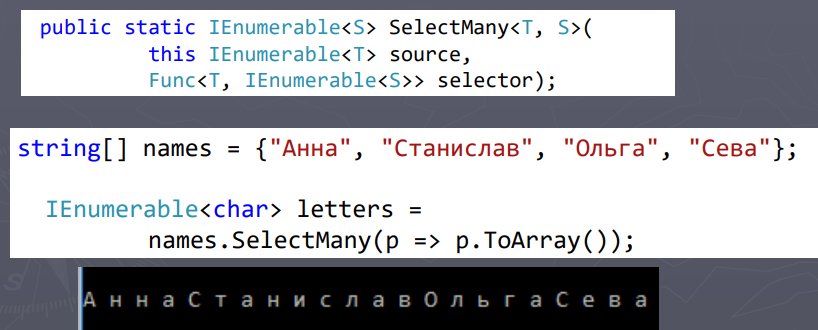 public static IEnumerable<S> SelectMany<T, S>(
this IEnumerable<T> source,
Func<T, IEnumerable<S>> selector);
string[] names = {"Анна", "Станислав", "Ольга", "Сева"};
IEnumerable<char> letters =
names.SelectMany(p => p.ToArray());
А н н а С т а н и с л а в О л ь г а С е в а